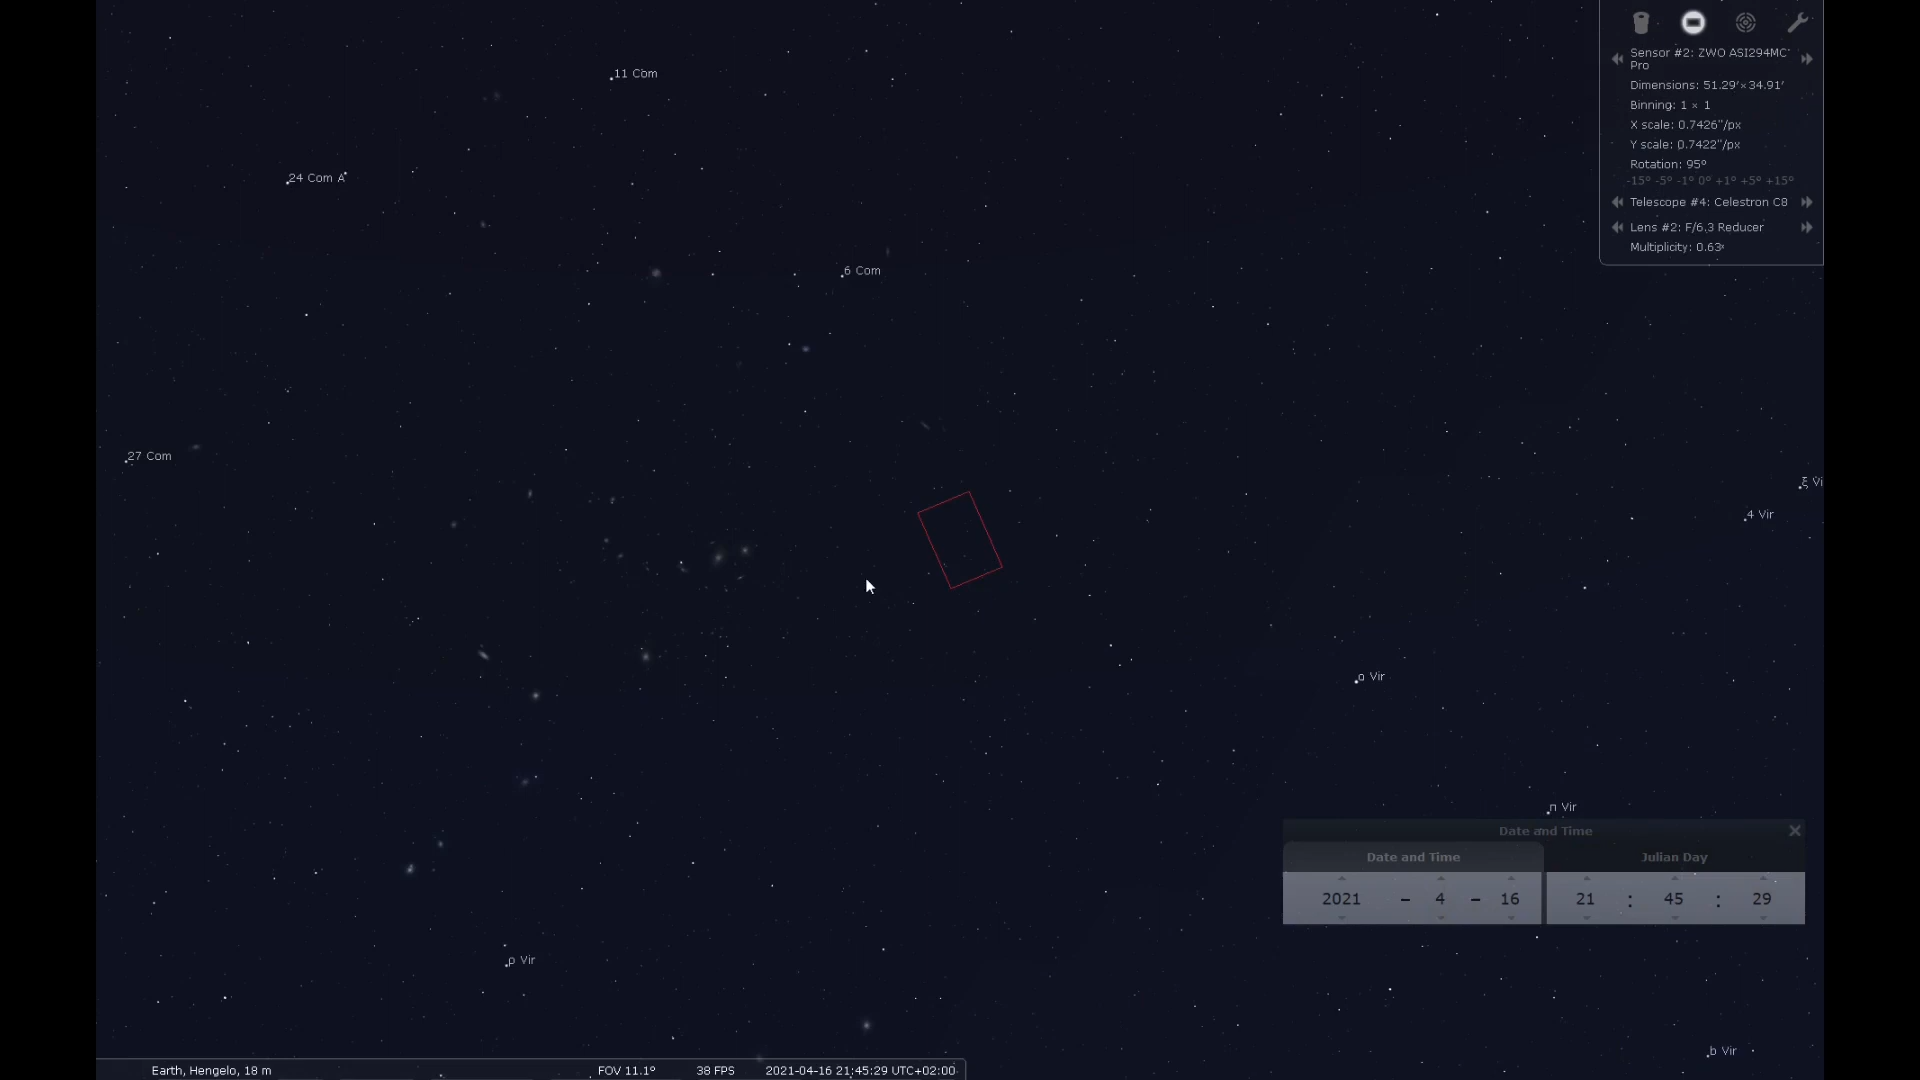 11 Com
24 Com A
6 Com
27 Com
ξ Vi
4 Vir
ο Vir
π Vir
ρ Vir
b Vir
Sensor #2: ZWO ASI294MC
Pro
Dimensions: 51.29′×34.91′
Binning: 1 × 1
X scale: 0.7426″/px
Y scale: 0.7422″/px
Rotation: 95°
-15° -5° -1° 0° +1° +5° +15°
Telescope #4: Celestron C8
Lens #2: F/6.3 Reducer
Multiplicity: 0.63ˣ
Date and Time
Date and Time Julian Day
2021 - 4 - 16 21 : 45 : 29
Earth, Hengelo, 18 m FOV 11.1° 38 FPS 2021-04-16 21:45:29 UTC+02:00